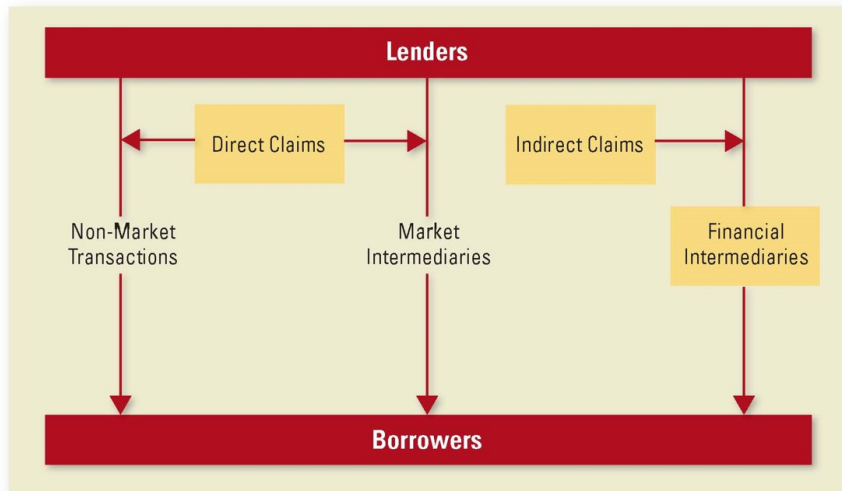 Lenders
Direct Claims
Indirect Claims
Non-Market
Transactions
Market
Intermediaries
Financial
Intermediaries
Borrowers